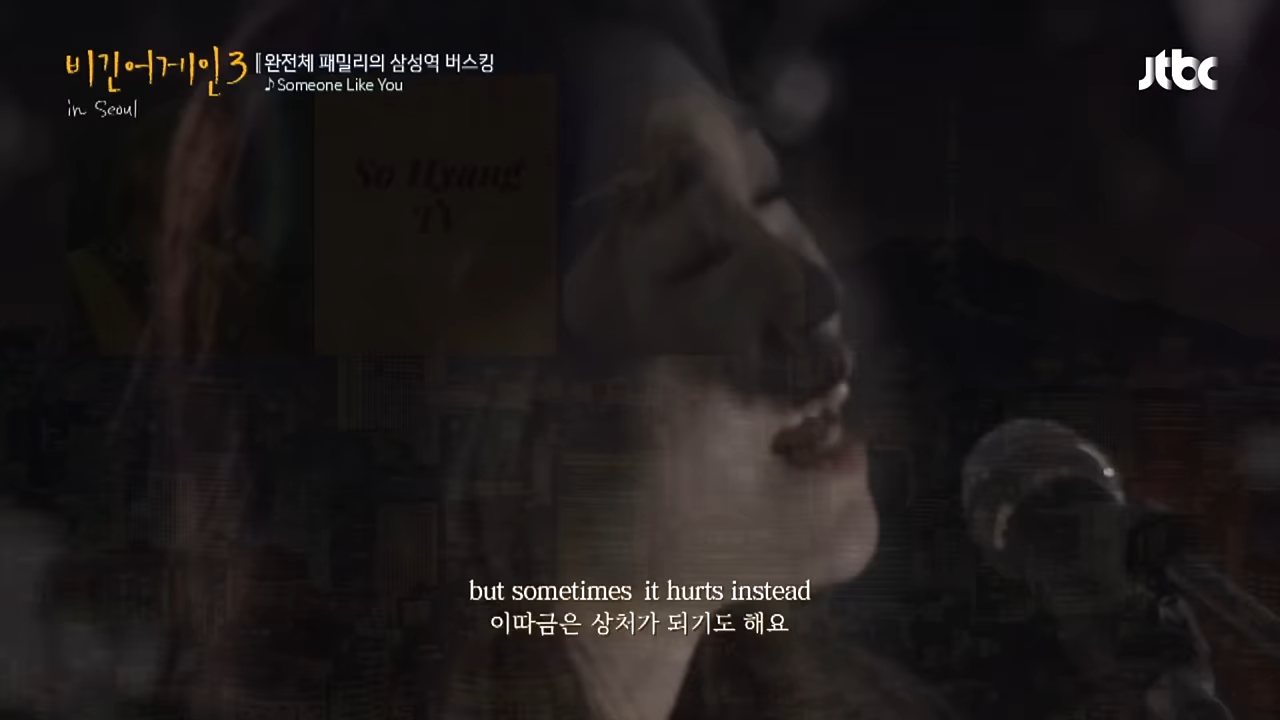 비긴어게인3
in Seoul
완전체 패밀리의 삼성역 버스킹
♪Someone Like You
jtbc
So Hyang
TV
but sometimes it hurts instead
이따금은 상처가 되기도 해요